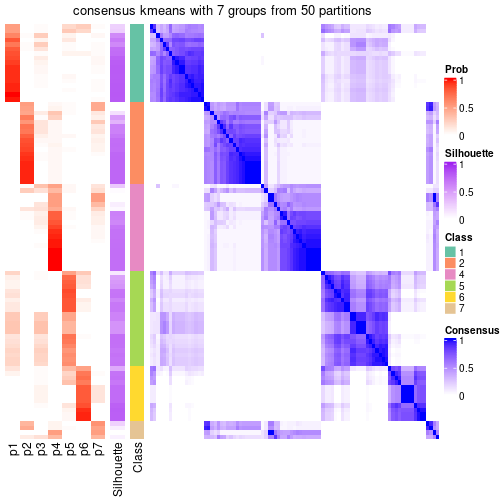 consensus kmeans with 7 groups from 50 partitions
Prob
1
0.5
0
Silhouette
1
0.5
0
Class
1
2
4
5
6
7
Consensus
1
0.5
0
p1
p2
p3
p4
p5
p6
p7
Silhouette
Class